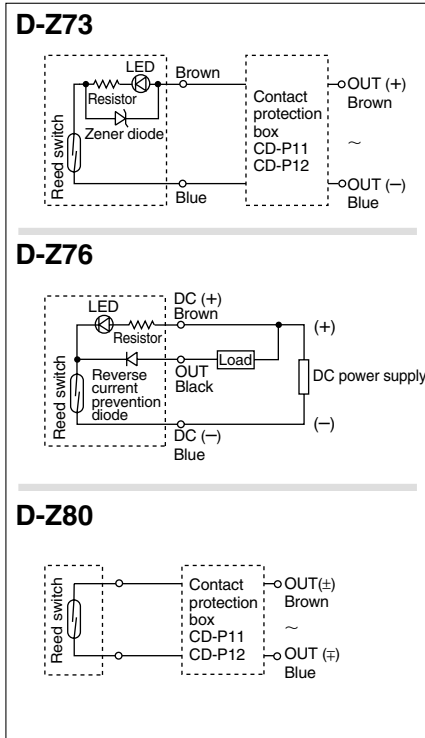 D-Z73
LED
Brown
OUT (+)
Brown
Resistor
Contact
protection
box
CD-P11
CD-P12
Zener diode
~
Reed switch
OUT (−)
Blue
Blue
D-Z76
DC (+)
Brown
LED
(+)
Resistor
Load
OUT
Black
DC power supply
Reverse
current
prevention
diode
Reed switch
(−)
DC (−)
Blue
D-Z80
Reed switch
Contact
protection
box
CD-P11
CD-P12
OUT(±)
Brown
~
OUT (∓)
Blue